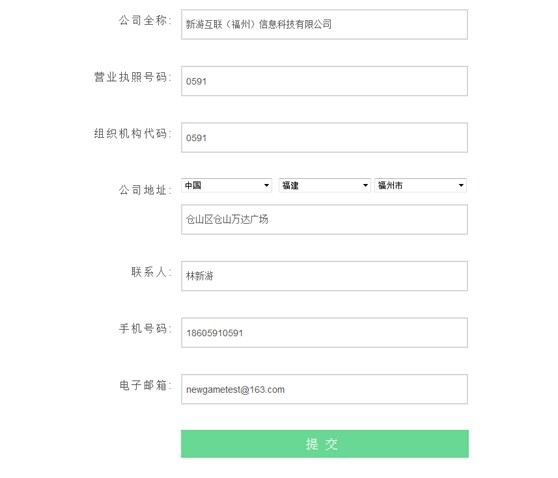 公司全称: 新游互联（福州）信息科技有限公司
营业执照号码: 0591
组织机构代码: 0591
公司地址: 中国 福建 福州市
仓山区仓山万达广场
联系人: 林新游
手机号码: 18605910591
电子邮箱: newgametest@163.com
提 交